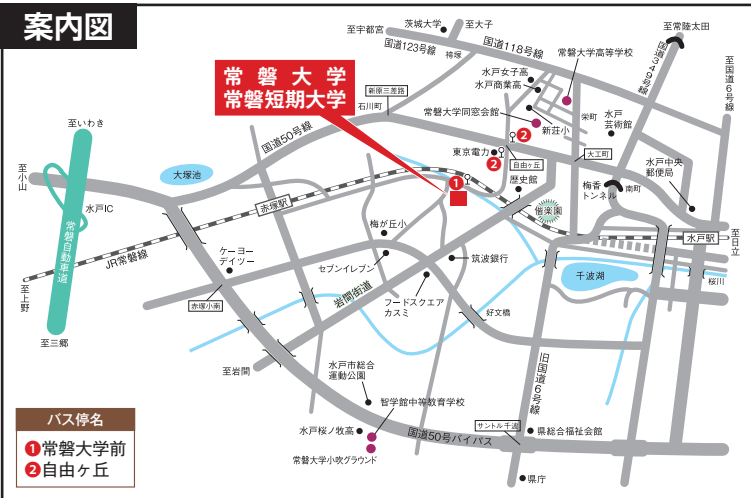 案内図
茨城大学
至大子
至宇都宮
国道123号線
袴塚
国道118号線
至常陸太田
国道349号線
至国道6号線
常磐大学高等学校
水戸女子高
水戸商業高
常磐大学
常磐短期大学
新原三差路
石川町
常磐大学同窓会館
新荘小
栄町
水戸
芸術館
至いわき
国道50号線
❷
東京電力
❷
自由ヶ丘
大工町
水戸中央
郵便局
至小山
大塚池
❶
歴史館
梅香
トンネル
南町
水戸IC
赤塚駅
偕楽園
常磐自動車道
梅が丘小
水戸駅
至日立
JR常磐線
ケーヨー
デイツー
セブンイレブン
筑波銀行
千波湖
桜川
至上野
赤塚小南
岩間街道
フードスクエア
カスミ
好文橋
至三郷
至岩間
水戸市総合
運動公園
旧国道6号線
智学館中等教育学校
バス停名
❶常磐大学前
❷自由ヶ丘
水戸桜ノ牧高
国道50号バイパス
サントル千波
県総合福祉会館
常磐大学小吹グラウンド
県庁